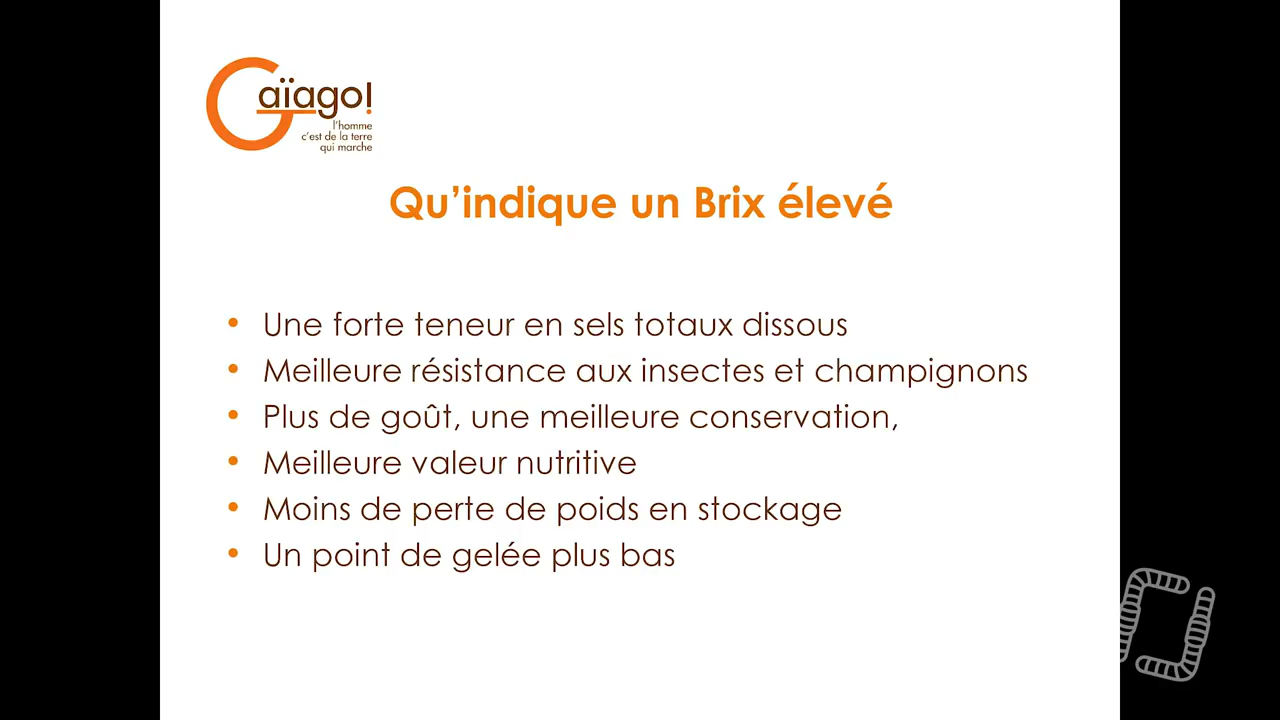 Gaïago!
l'homme
c'est de la terre
qui marche
Qu'indique un Brix élevé
• Une forte teneur en sels totaux dissous
• Meilleure résistance aux insectes et champignons
• Plus de goût, une meilleure conservation,
• Meilleure valeur nutritive
• Moins de perte de poids en stockage
• Un point de gelée plus bas